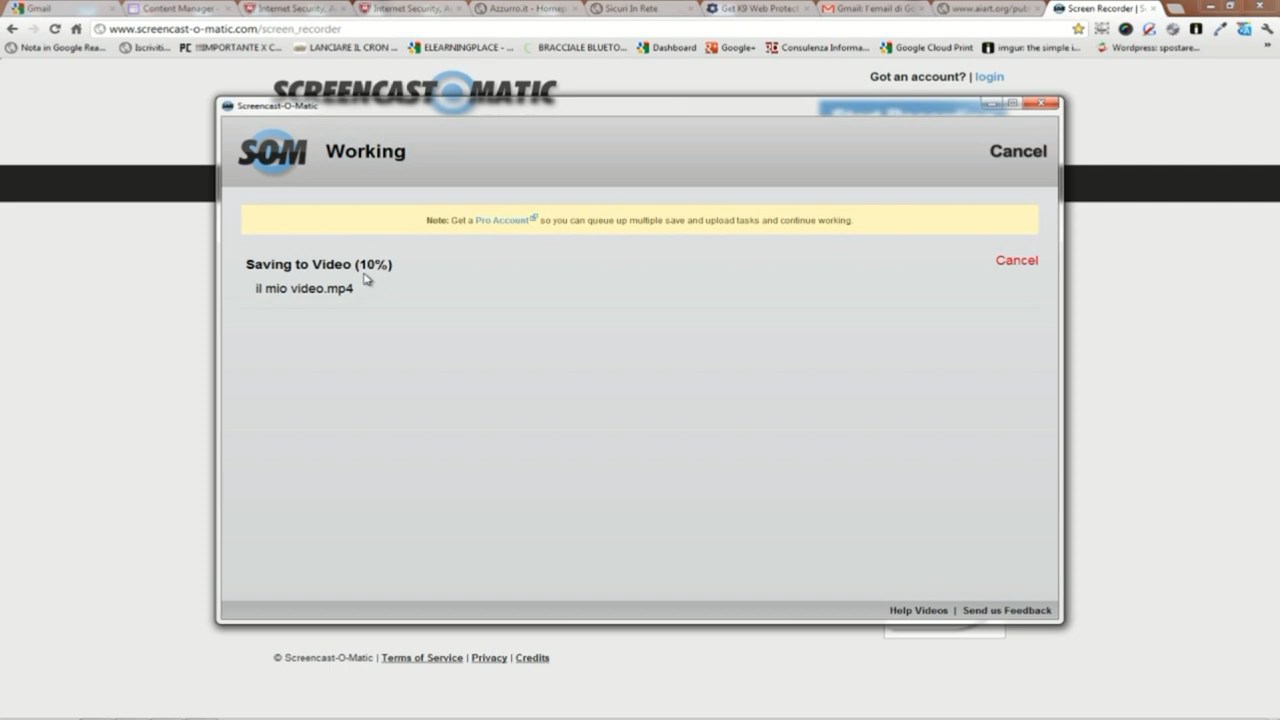 Gmail
Content Manager -
Internet Security, A
Internet Security, A
Azzurro.it - Homep
Sicuri In Rete
Get K9 Web Protect
Gmail: l'email di G
www.aiart.org/pub
Screen Recorder | S
www.screencast-o-matic.com/screen_recorder
Nota in Google Rea...
Iscriviti...
PC !!!IMPORTANTE X C...
LANCIARE IL CRON ...
ELEARNINGPLACE - ...
BRACCIALE BLUETO...
Dashboard
Google+
Consulenza Informa...
Google Cloud Print
imgur: the simple i...
Wordpress: spostare...
»
SCREENCAST MATIC
Got an account? | login
Screencast-O-Matic
SOM Working
Cancel
Note: Get a Pro Account so you can queue up multiple save and upload tasks and continue working.
Saving to Video (10%)
Cancel
il mio video.mp4
Help Videos | Send us Feedback
© Screencast-O-Matic | Terms of Service | Privacy | Credits